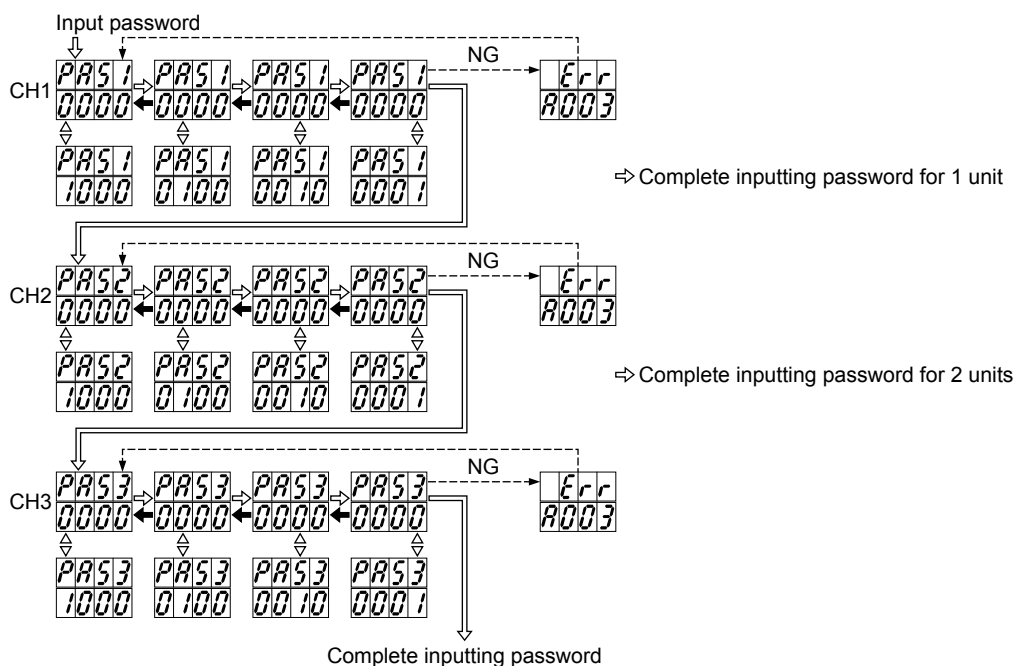 Input password
PAS1 PAS1 PAS1 PAS1 NG Err
CH1 0000 0000 0000 0000 A003
PAS1 PAS1 PAS1 PAS1
1000 0100 0010 0001
Complete inputting password for 1 unit
PAS2 PAS2 PAS2 PAS2 NG Err
CH2 0000 0000 0000 0000 A003
PAS2 PAS2 PAS2 PAS2
1000 0100 0010 0001
Complete inputting password for 2 units
PAS3 PAS3 PAS3 PAS3 NG Err
CH3 0000 0000 0000 0000 A003
PAS3 PAS3 PAS3 PAS3
1000 0100 0010 0001
Complete inputting password